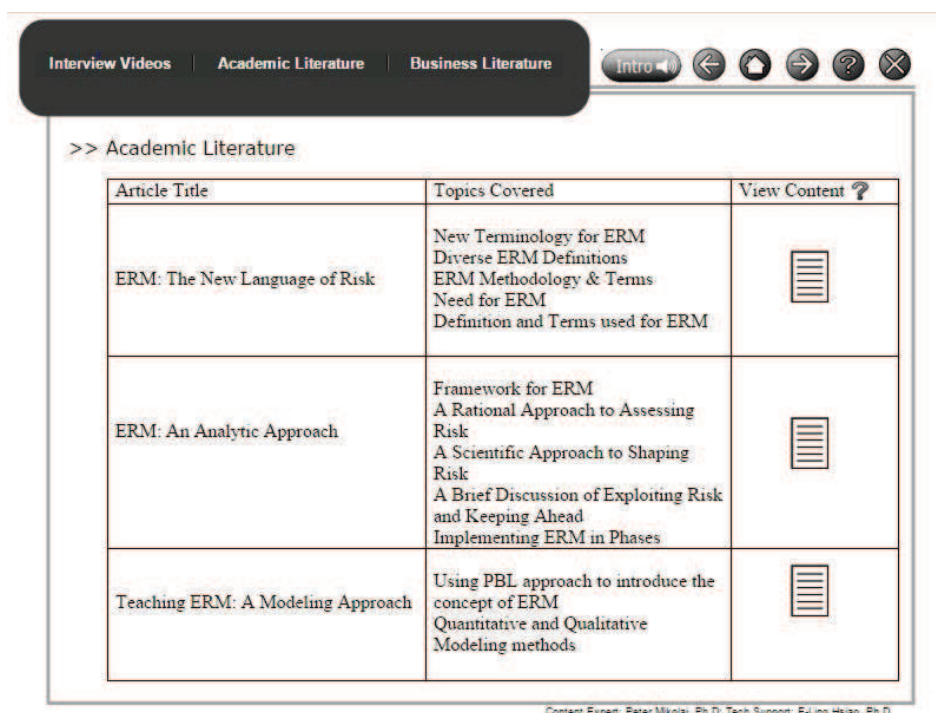 Interview Videos
Academic Literature
Business Literature
Intro
>> Academic Literature
Article Title
Topics Covered
View Content ?
ERM: The New Language of Risk
New Terminology for ERM
Diverse ERM Definitions
ERM Methodology & Terms
Need for ERM
Definition and Terms used for ERM
ERM: An Analytic Approach
Framework for ERM
A Rational Approach to Assessing
Risk
A Scientific Approach to Shaping
Risk
A Brief Discussion of Exploiting Risk
and Keeping Ahead
Implementing ERM in Phases
Teaching ERM: A Modeling Approach
Using PBL approach to introduce the
concept of ERM
Quantitative and Qualitative
Modeling methods
Content Expert: Peter Mikolaj, Ph.D; Tech Support: E-Ling Hsiao, Ph.D